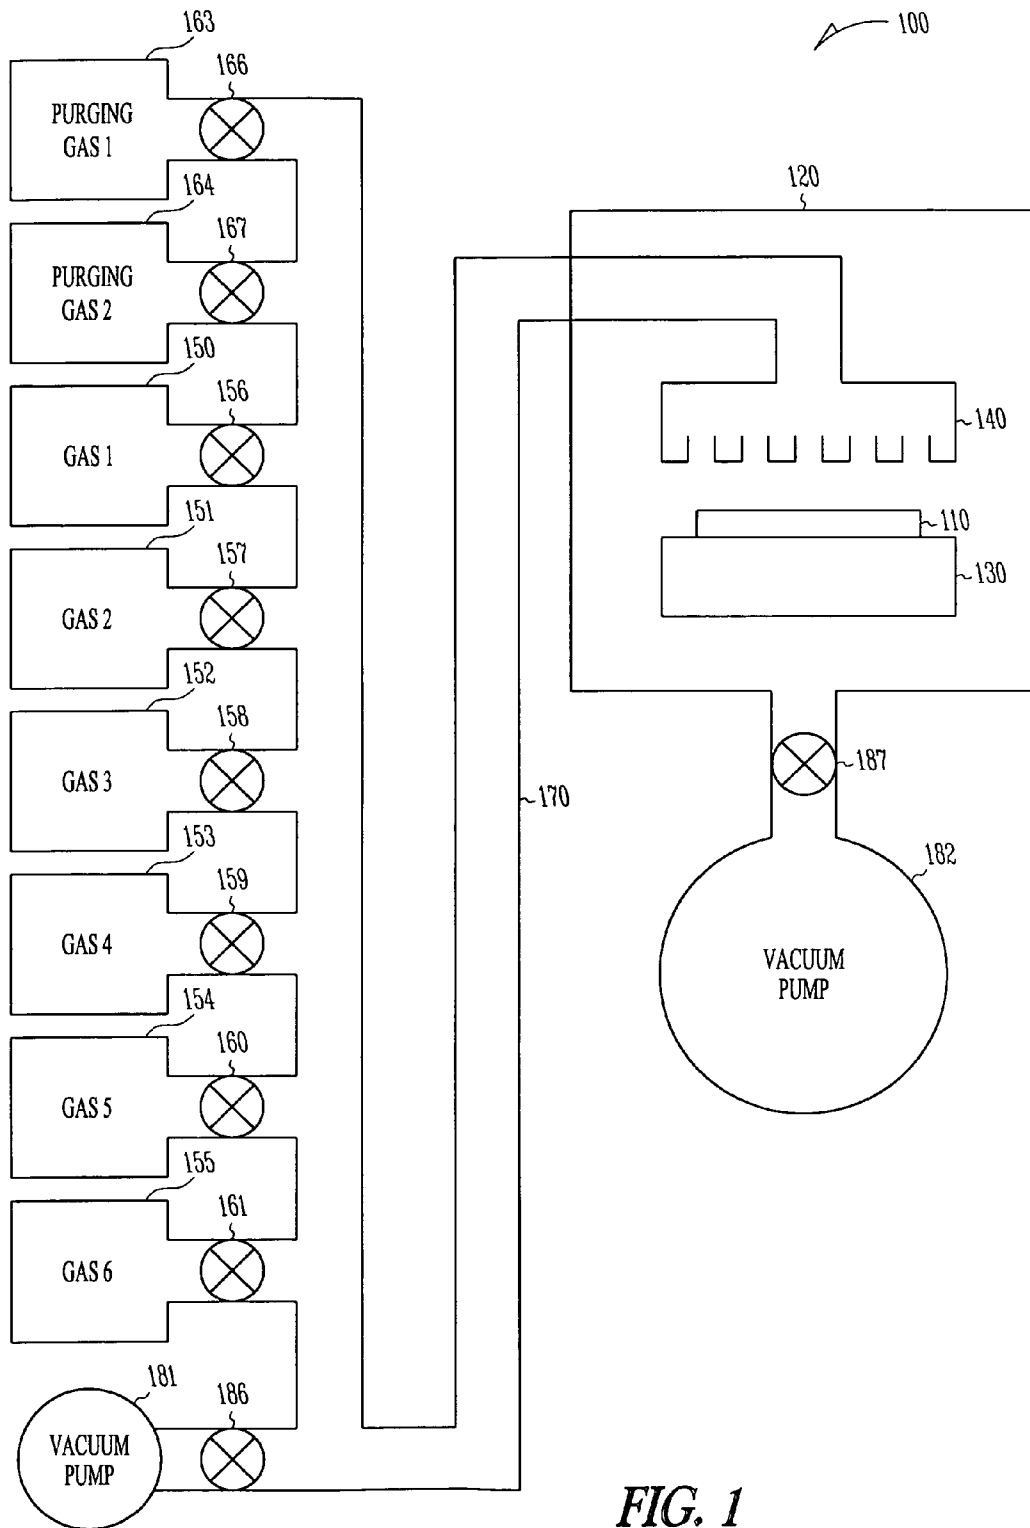 100
163
166
PURGING
GAS 1
164
167
PURGING
GAS 2
150
156
GAS 1
151
157
GAS 2
152
158
GAS 3
153
159
GAS 4
154
160
GAS 5
155
161
GAS 6
181
186
VACUUM
PUMP
120
140
110
130
187
170
182
VACUUM
PUMP
FIG. 1